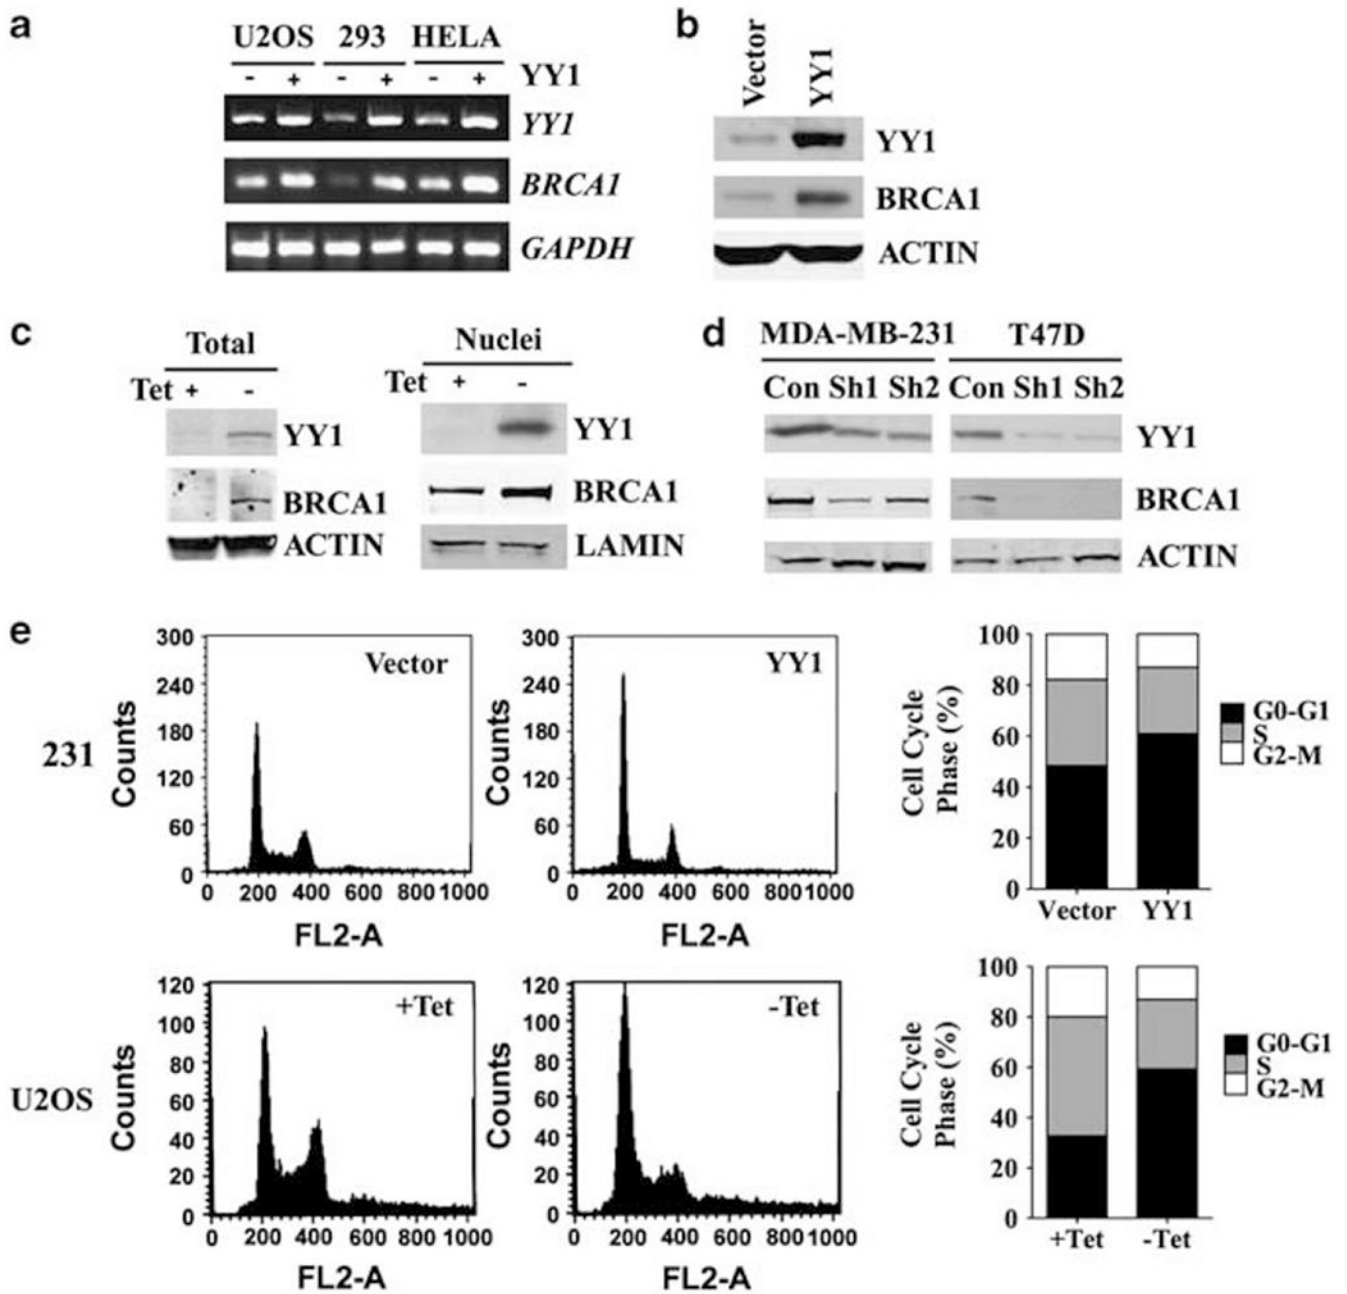 a
U2OS 293 HELA
- + - + - + YY1
YY1
BRCA1
GAPDH
b
Vector YY1
YY1
BRCA1
ACTIN
c
Total
Tet + -
YY1
BRCA1
ACTIN
Nuclei
Tet + -
YY1
BRCA1
LAMIN
d
MDA-MB-231 T47D
Con Sh1 Sh2 Con Sh1 Sh2
YY1
BRCA1
ACTIN
e
231
Counts
300
240
180
120
60
0
Vector
0 200 400 600 800 1000
FL2-A
Counts
300
240
180
120
60
0
YY1
0 200 400 600 800 1000
FL2-A
Cell Cycle
Phase (%)
100
80
60
40
20
0
Vector YY1
G0-G1
S
G2-M
U2OS
Counts
120
100
80
60
40
20
0
+Tet
0 200 400 600 800 1000
FL2-A
Counts
120
100
80
60
40
20
0
-Tet
0 200 400 600 800 1000
FL2-A
Cell Cycle
Phase (%)
100
80
60
40
20
0
+Tet -Tet
G0-G1
S
G2-M